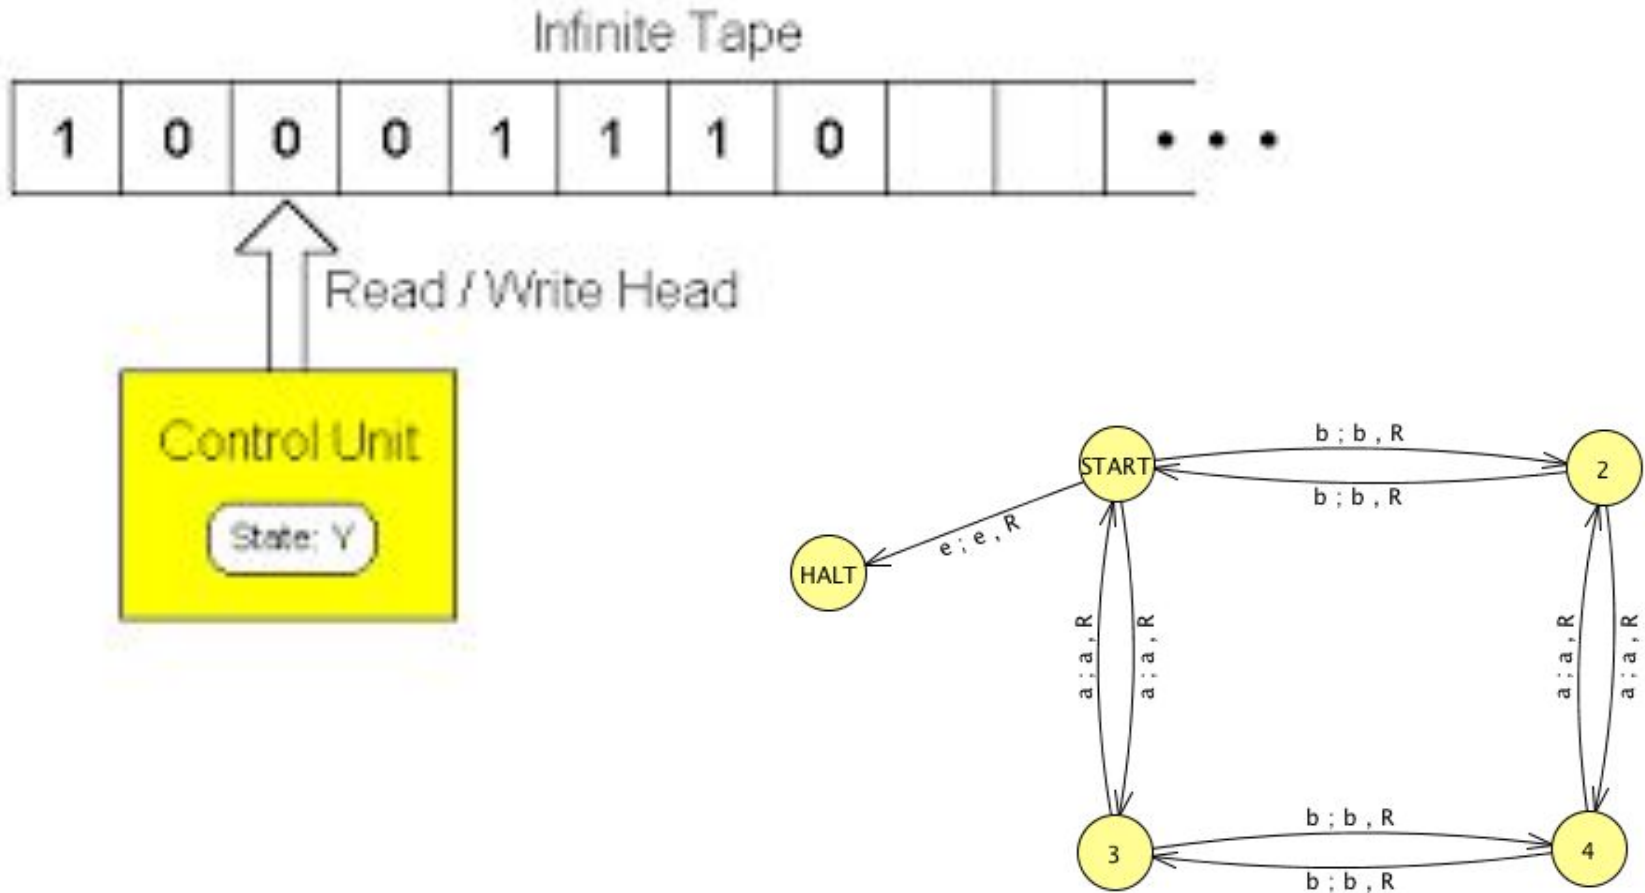 Infinite Tape
1 0 0 0 1 1 1 0 • • •
Read / Write Head
Control Unit
State: Y
b ; b , R
START
2
b ; b , R
e ; e , R
HALT
a ; a , R
a ; a , R
a ; a , R
a ; a , R
b ; b , R
3
4
b ; b , R